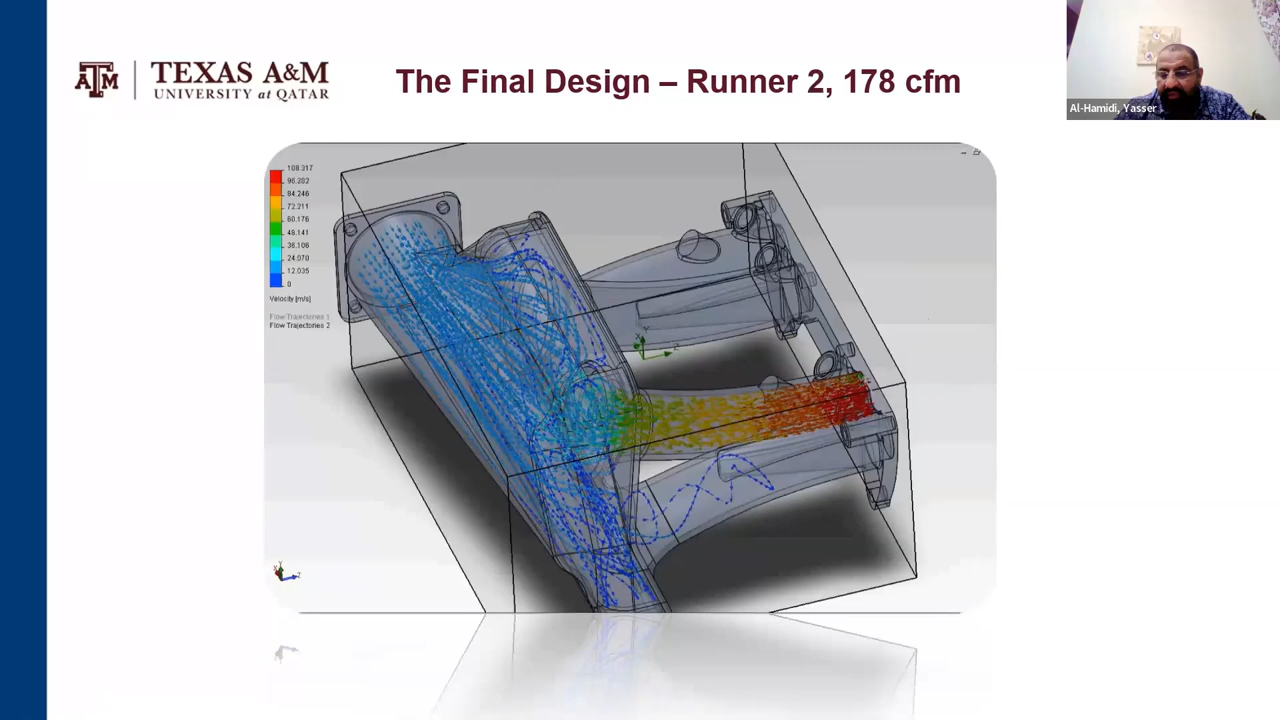 TEXAS A&M
UNIVERSITY at QATAR
The Final Design – Runner 2, 178 cfm
Al-Hamidi, Yasser
108.317
96.282
84.246
72.211
60.176
48.141
36.106
24.070
12.035
0
Velocity [m/s]
Flow Trajectories 1
Flow Trajectories 2